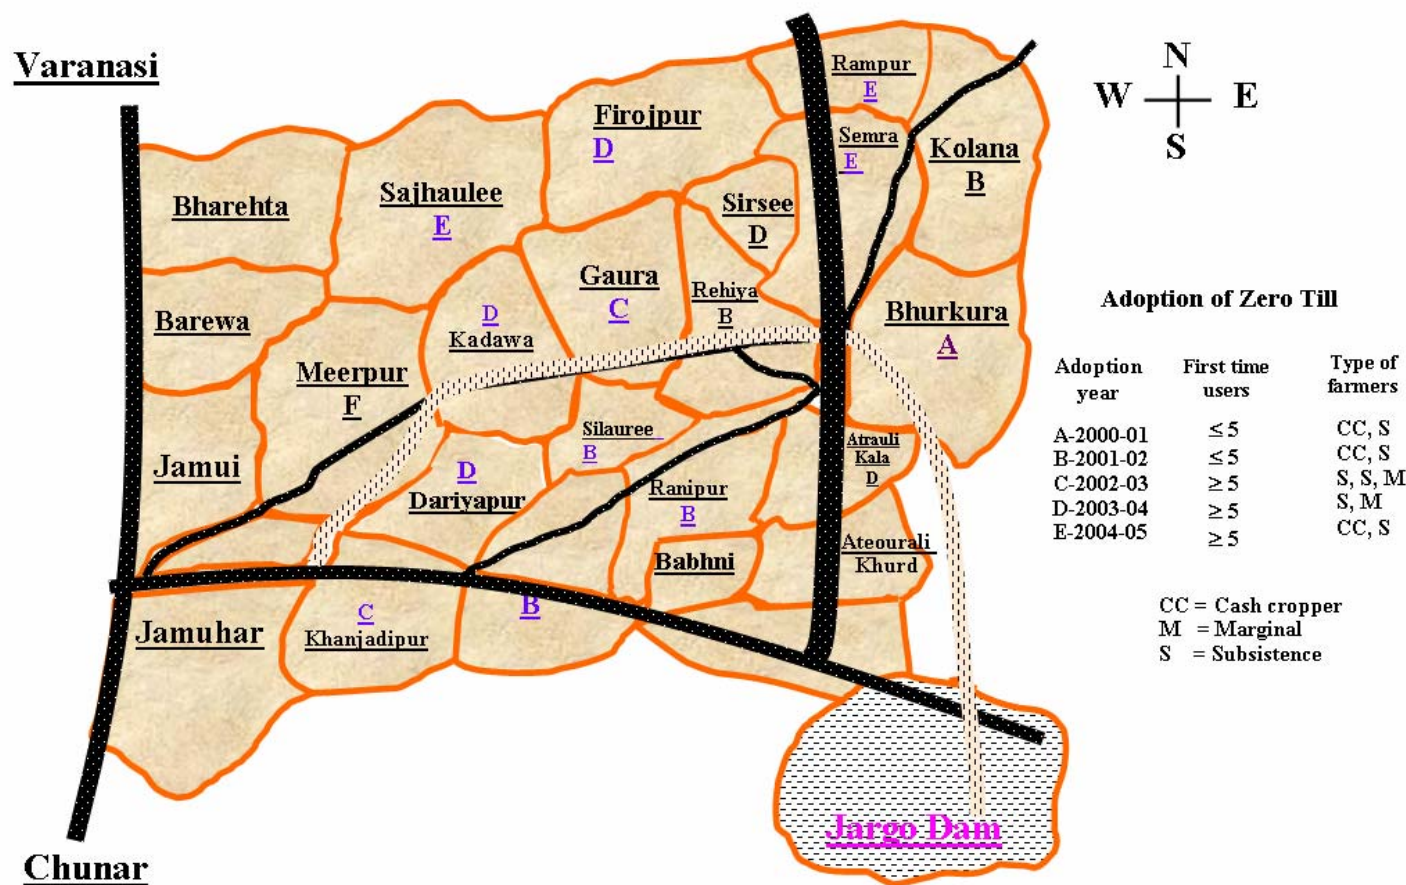 Varanasi
N
W E
S
Rampur
E
Firojpur
D
Semra
E
Kolana
B
Bharehta
Sajhaulee
E
Sirsee
D
Gaura
C
Rehiya
B
Barewa
D
Kadawa
Bhurkura
A
Meerpur
F
Jamui
Silauree
B
Atrauli
Kala
D
D
Dariyapur
Ranipur
B
Babhni
Ateourali
Khurd
Jamuhar
C
Khanjadipur
B
Jargo Dam
Chunar
Adoption of Zero Till
Adoption year First time users Type of farmers
A-2000-01 ≤ 5 CC, S
B-2001-02 ≤ 5 CC, S
C-2002-03 ≥ 5 S, S, M
D-2003-04 ≥ 5 S, M
E-2004-05 ≥ 5 CC, S
CC = Cash cropper
M = Marginal
S = Subsistence